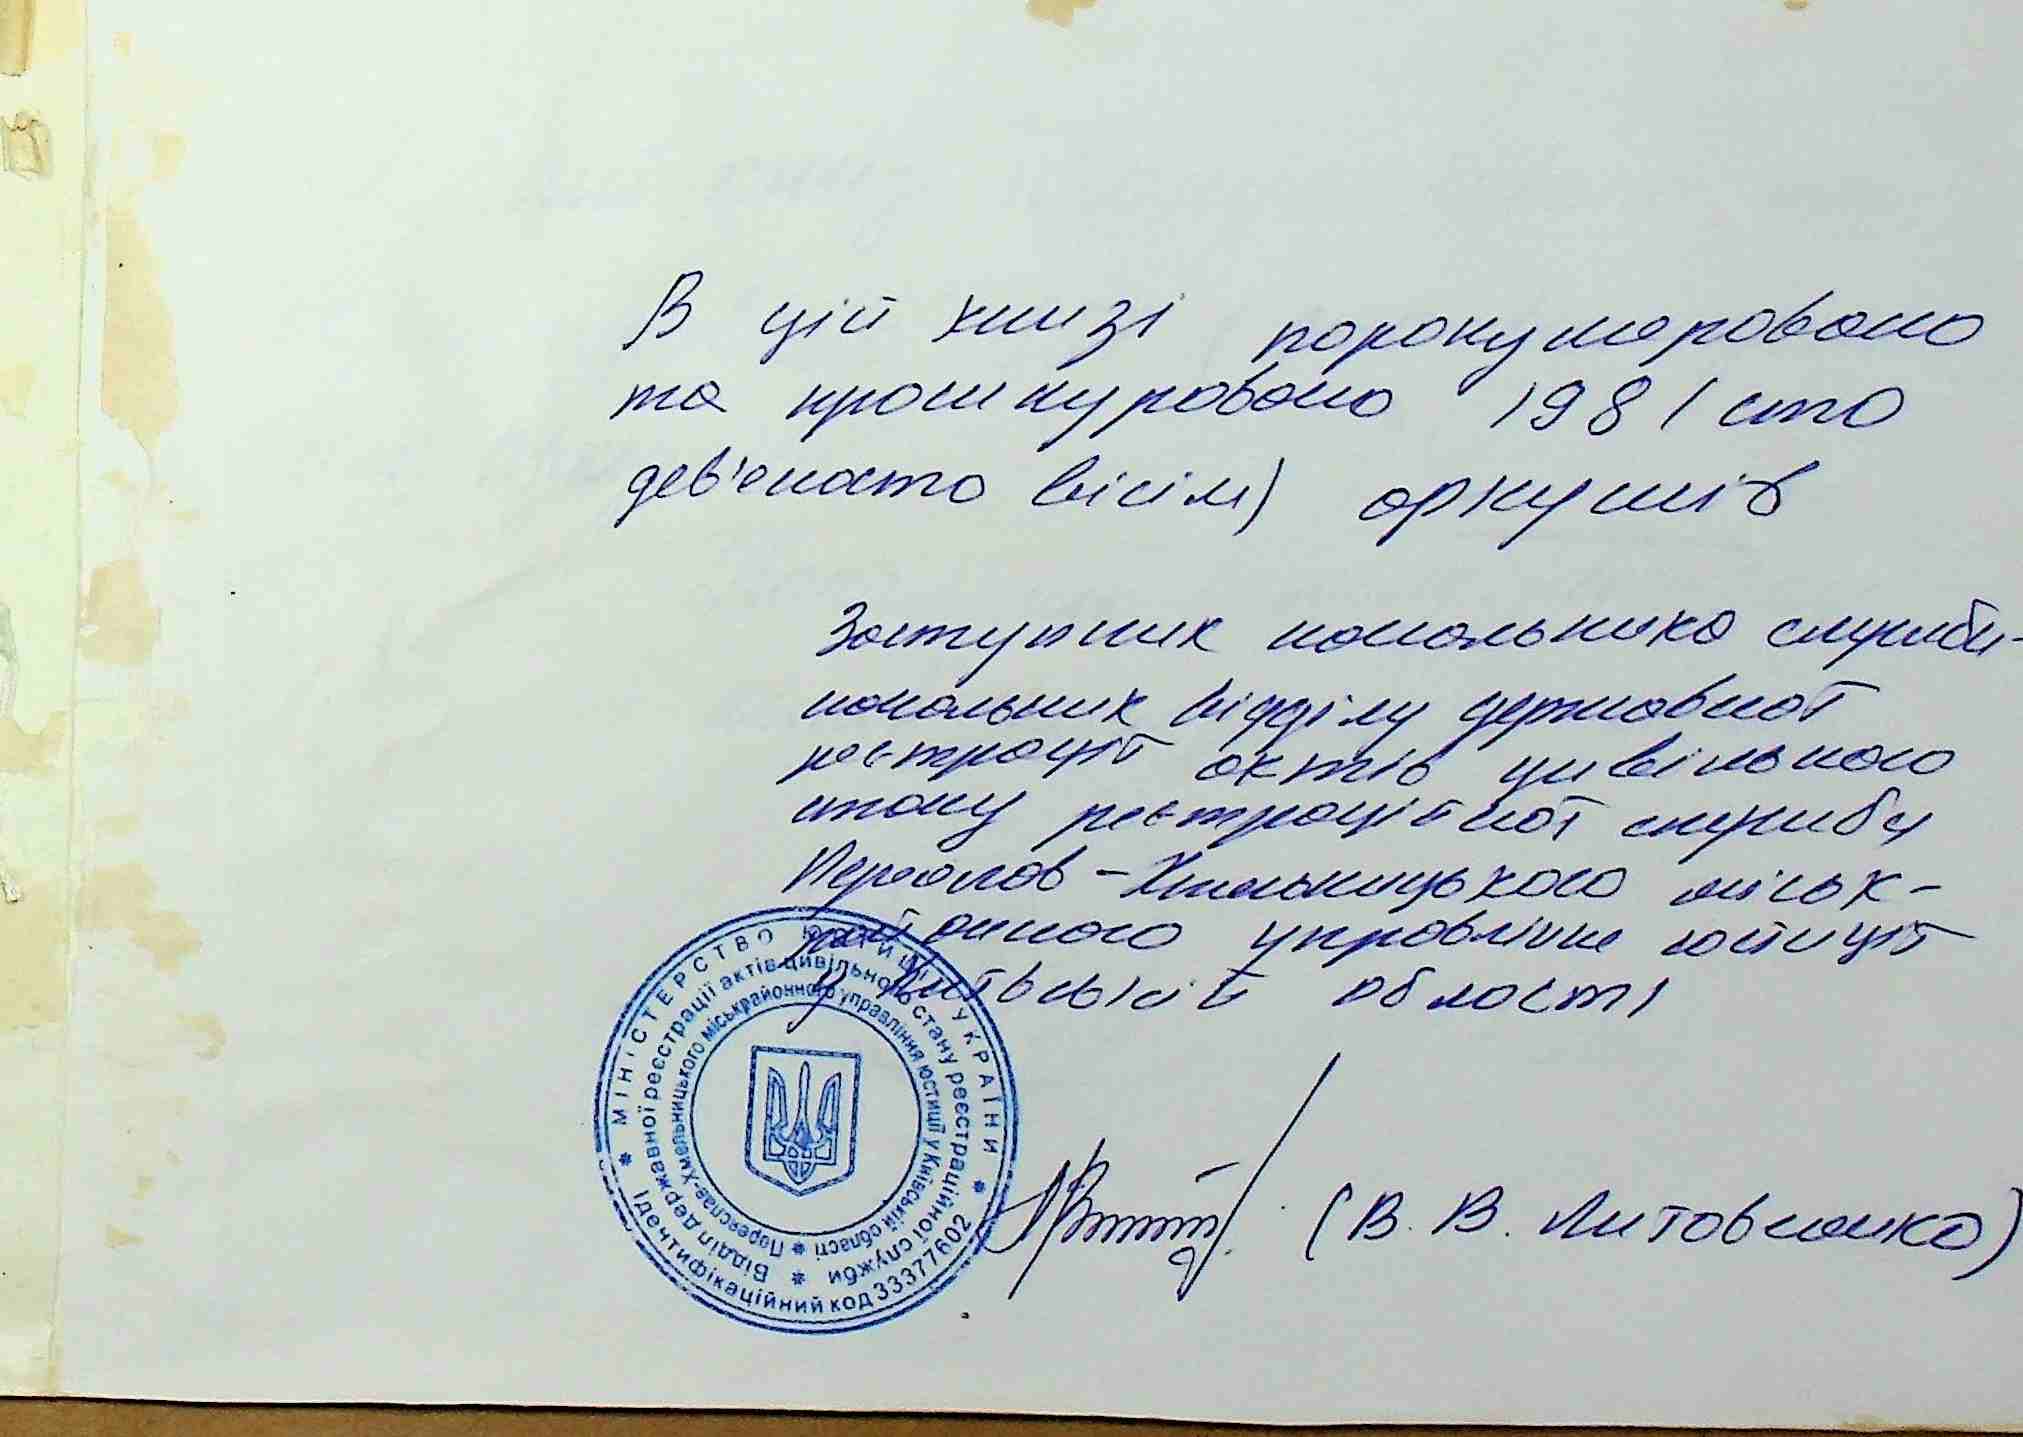 В цій книзі поронумеровано
та прошнуровано 198 (сто
дев'яносто вісім) аркушів
Заступник начальника служби-
начальник відділу державної
реєстрації актів цивільного
стану реєстраційної служби
Переяслав-Хмельницького міськ-
районного управління юстиції
у Київській області
(В. В. Литовченко)
* МІНІСТЕРСТВО ЮСТИЦІЇ УКРАЇНИ *
Ідентифікаційний код 33377602
Відділ державної реєстрації актів цивільного стану реєстраційної служби *
Переяслав-Хмельницького міськрайонного управління юстиції у Київській області *